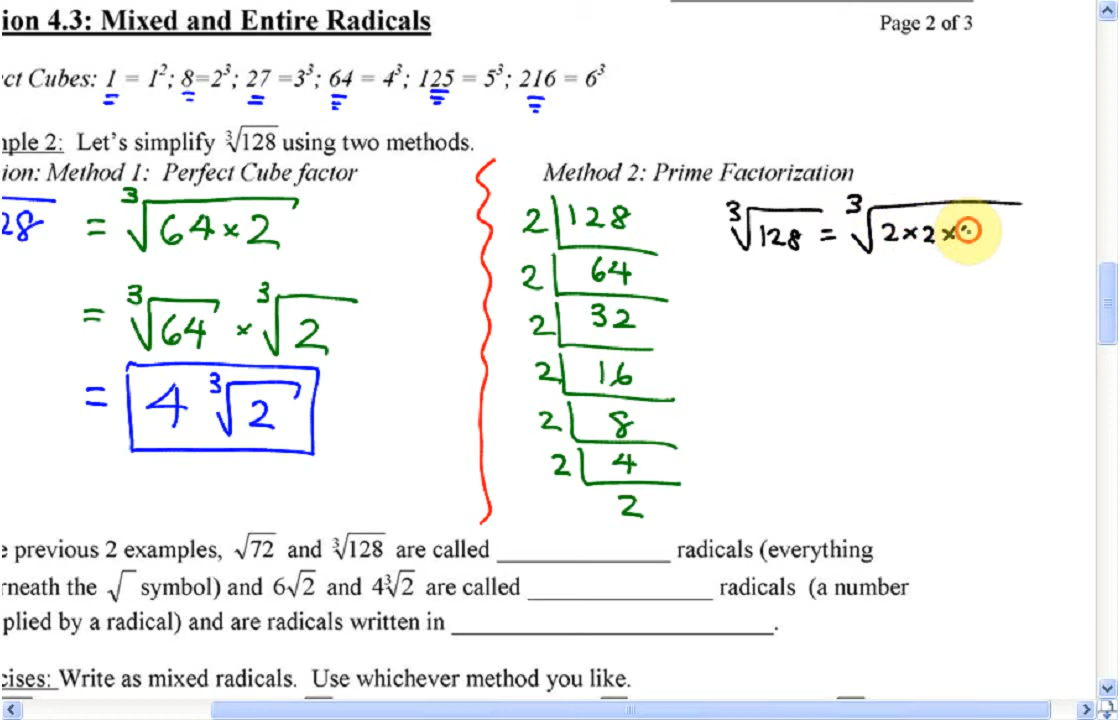 ion 4.3: Mixed and Entire Radicals
Page 2 of 3
ct Cubes: 1 = 1²; 8=2³; 27 =3³; 64 = 4³; 125 = 5³; 216 = 6³
nple 2: Let's simplify ∛128 using two methods.
ion: Method 1: Perfect Cube factor
28 = ∛64 × 2
= ∛64 × ∛2
= 4 ∛2
Method 2: Prime Factorization
2 128
2 64
2 32
2 16
2 8
2 4
2
∛128 = ∛2 × 2 ×
e previous 2 examples, √72 and ∛128 are called ____________ radicals (everything
rneath the √ symbol) and 6√2 and 4∛2 are called ____________ radicals (a number
plied by a radical) and are radicals written in ____________________.
cises: Write as mixed radicals. Use whichever method you like.